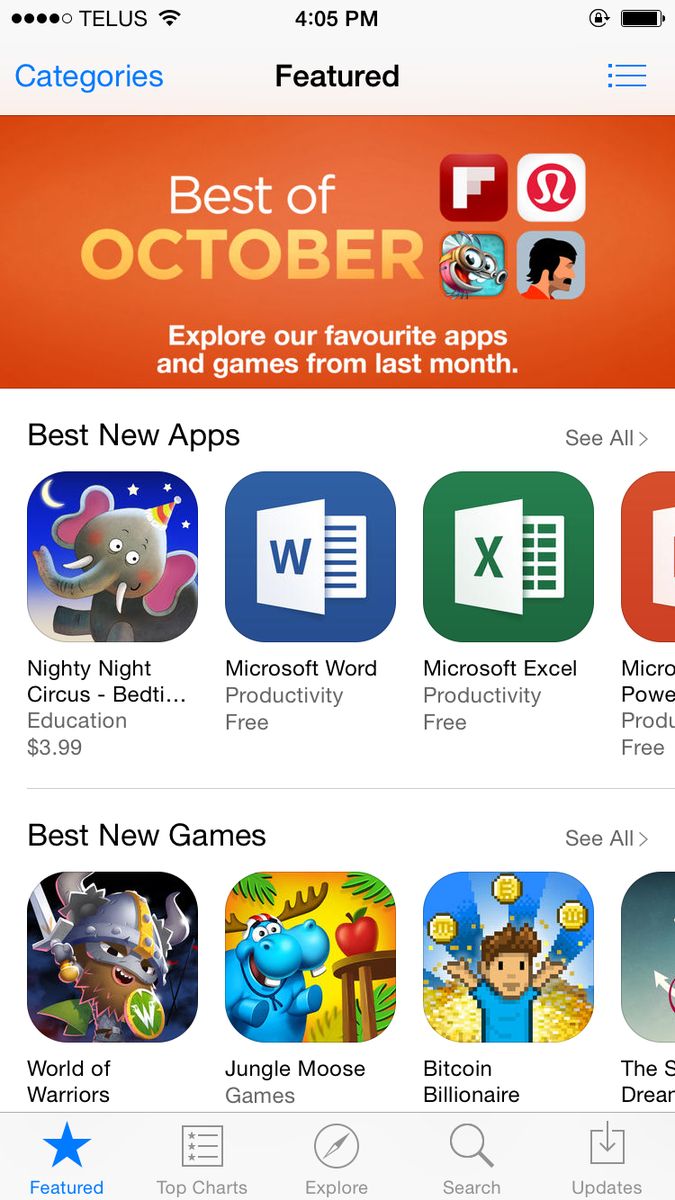 TELUS
4:05 PM
Categories
Featured
Best of
OCTOBER
Explore our favourite apps
and games from last month.
Best New Apps
See All
W
X
Nighty Night
Circus - Bedti...
Education
$3.99
Microsoft Word
Productivity
Free
Microsoft Excel
Productivity
Free
Micro
Powe
Produ
Free
Best New Games
See All
W
World of
Warriors
Jungle Moose
Games
Bitcoin
Billionaire
The S
Drear
Featured
Top Charts
Explore
Search
Updates